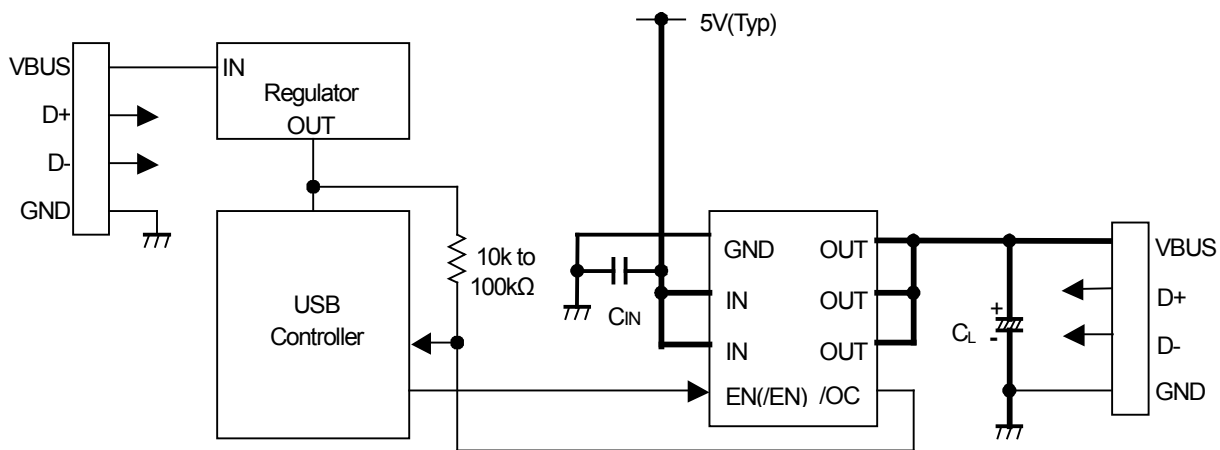 5V(Typ)
VBUS
D+
D-
GND
IN
Regulator
OUT
10k to
100kΩ
USB
Controller
CIN
GND
IN
IN
EN(/EN)
OUT
OUT
OUT
/OC
+
-
CL
VBUS
D+
D-
GND